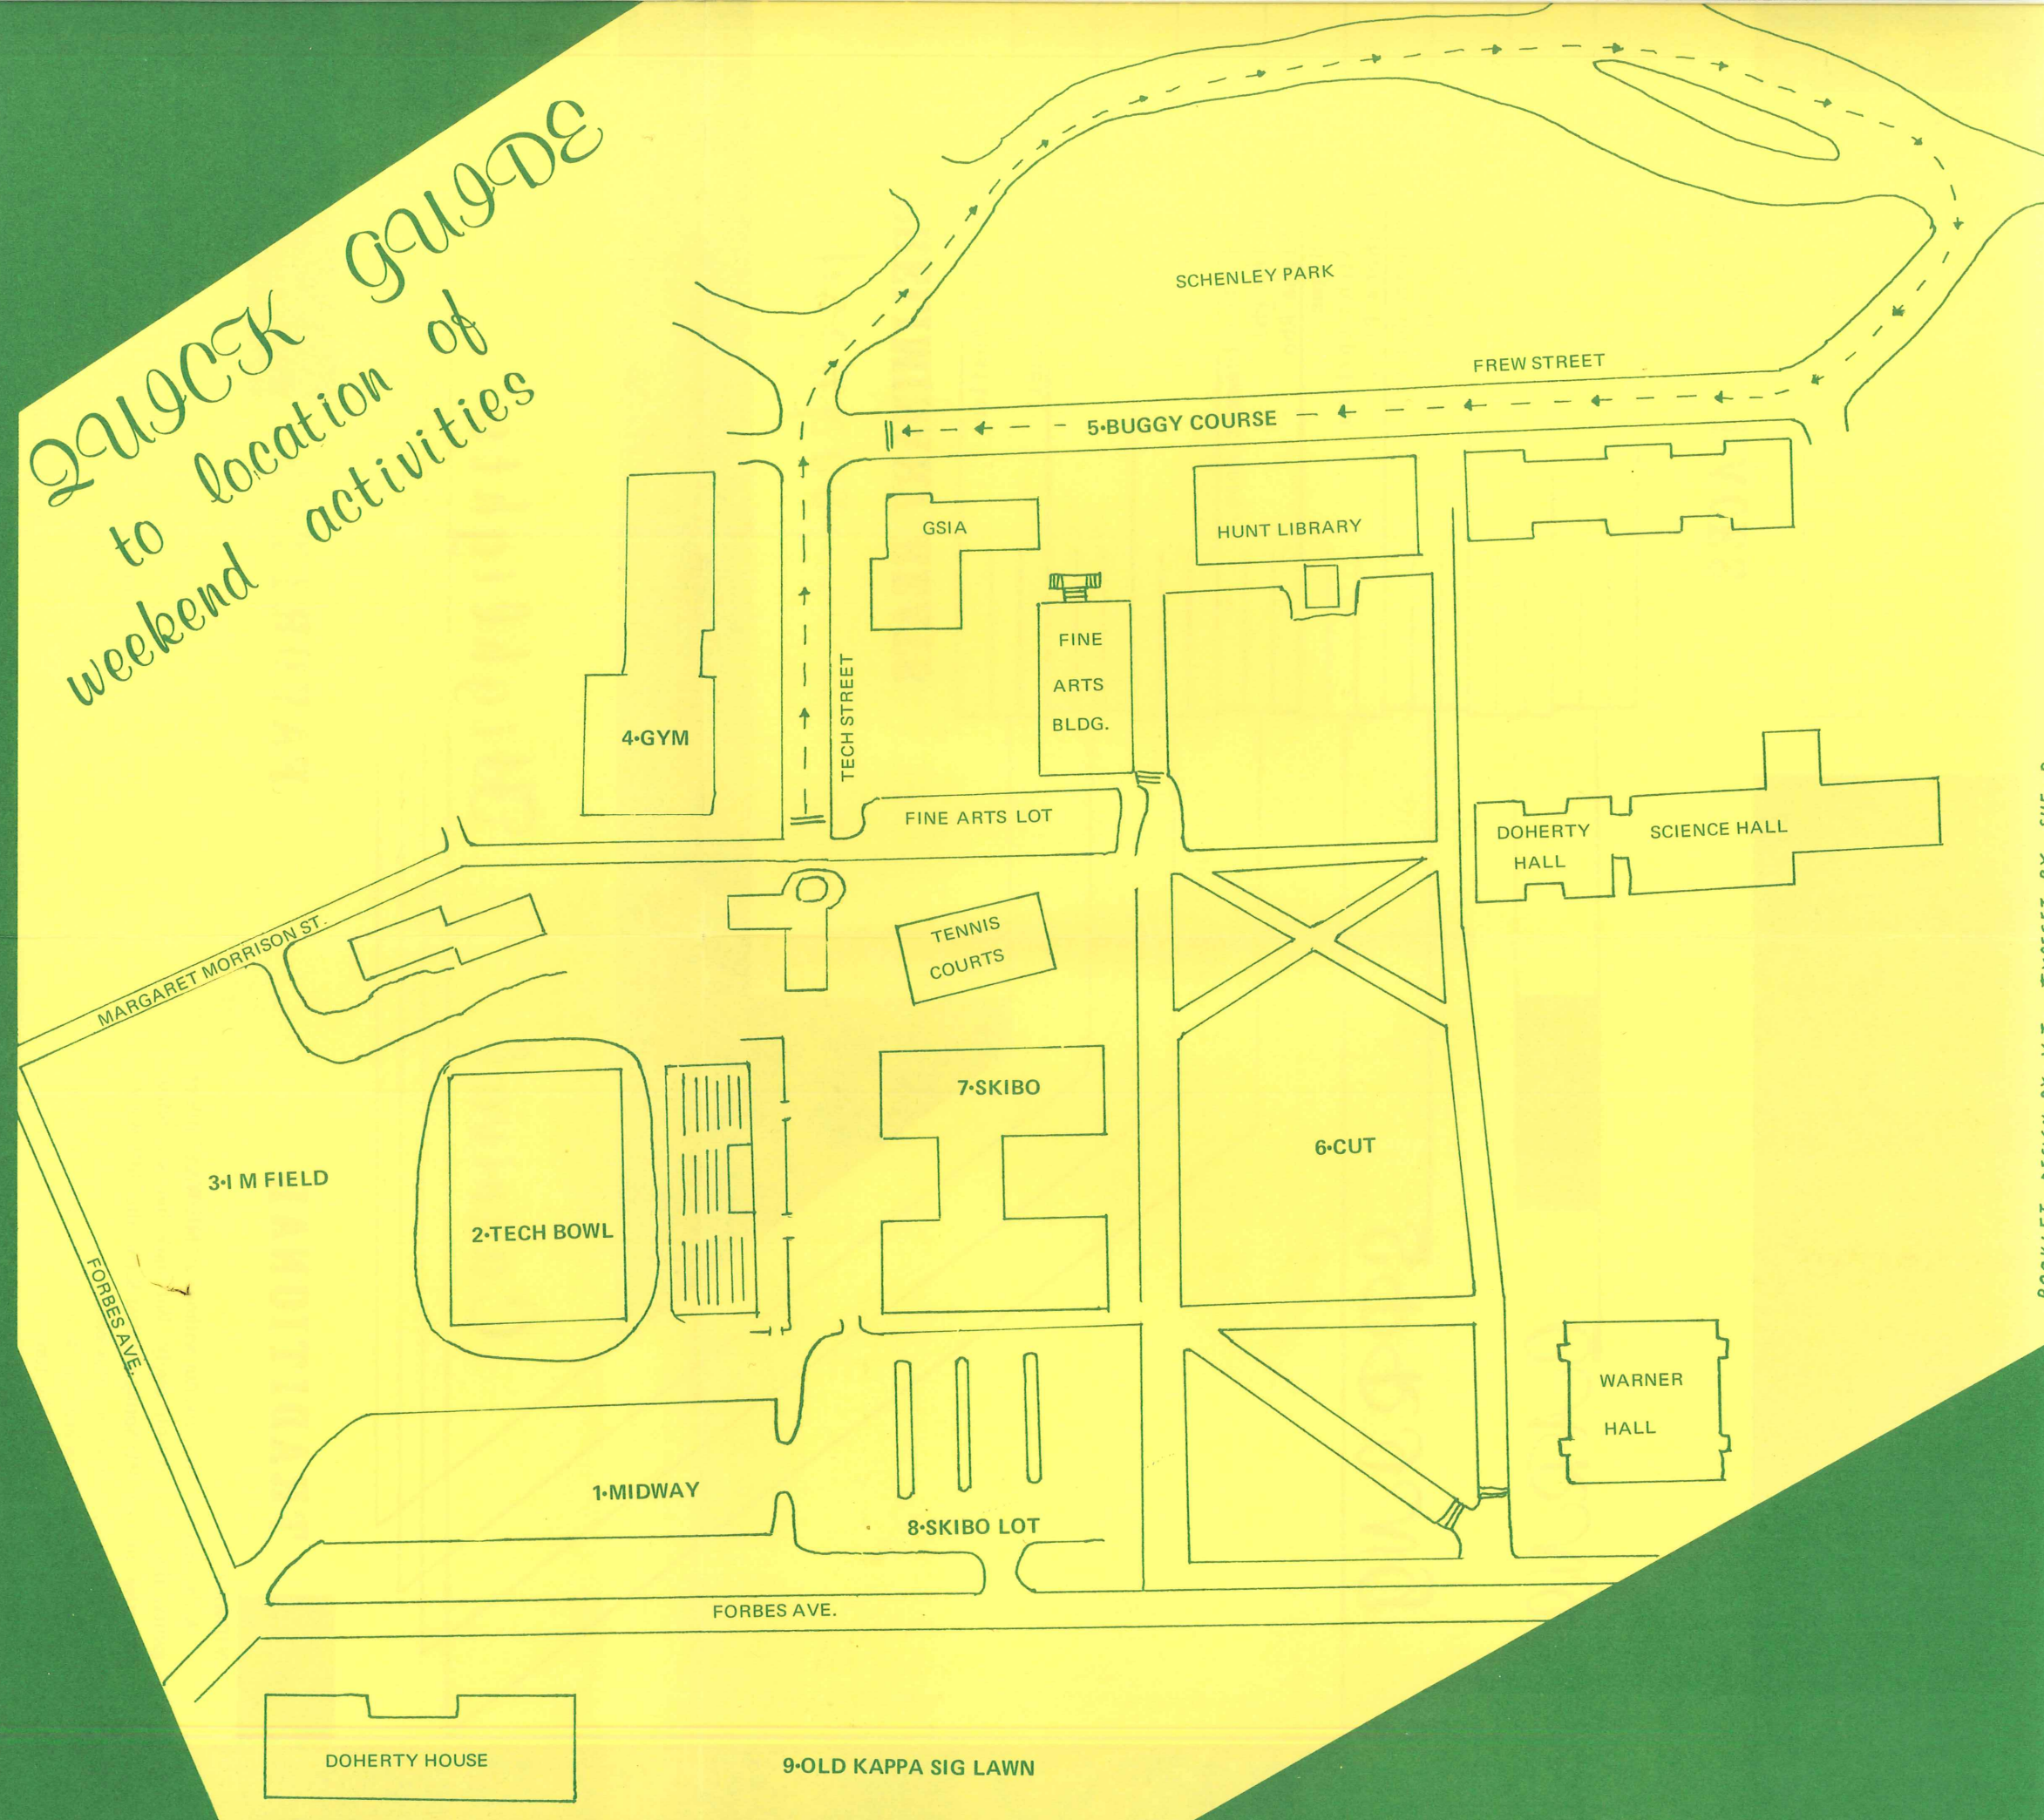 QUICK GUIDE
to location of
weekend activities
SCHENLEY PARK
FREW STREET
5•BUGGY COURSE
GSIA
HUNT LIBRARY
FINE
ARTS
BLDG.
TECH STREET
4•GYM
FINE ARTS LOT
DOHERTY
HALL
SCIENCE HALL
MARGARET MORRISON ST.
TENNIS
COURTS
7•SKIBO
6•CUT
3•I M FIELD
2•TECH BOWL
FORBES AVE.
WARNER
HALL
1•MIDWAY
8•SKIBO LOT
FORBES AVE.
DOHERTY HOUSE
9•OLD KAPPA SIG LAWN